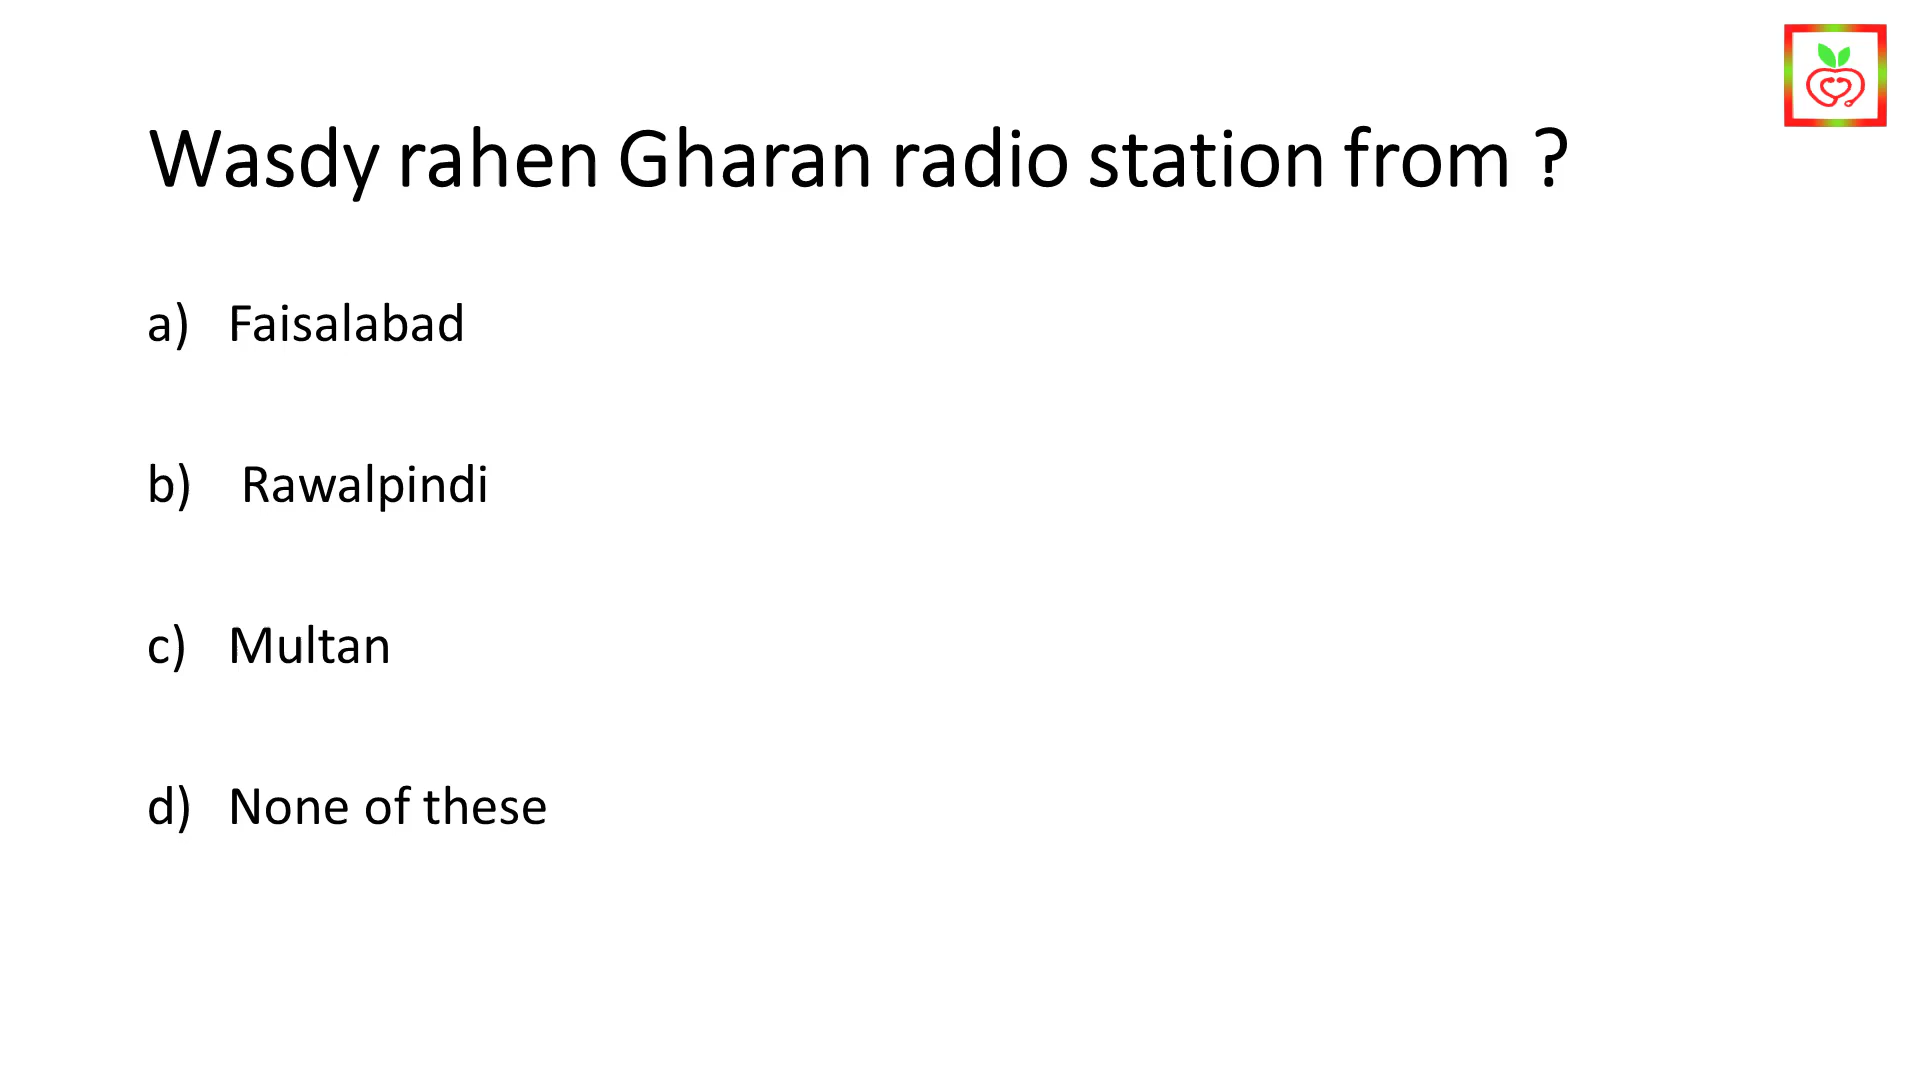 Wasdy rahen Gharan radio station from ?
a) Faisalabad
b) Rawalpindi
c) Multan
d) None of these